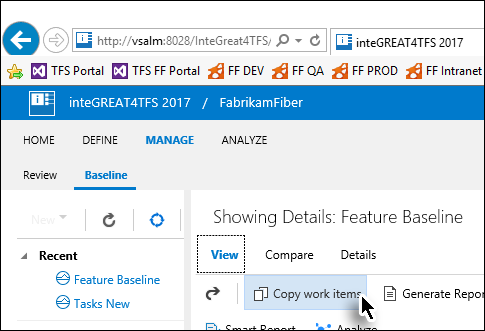 http://vsalm:8028/InteGreat4TFS/
inteGREAT4TFS 2017
TFS Portal TFS FF Portal FF DEV FF QA FF PROD FF Intranet
inteGREAT4TFS 2017 / FabrikamFiber
HOME DEFINE MANAGE ANALYZE
Review Baseline
New
Showing Details: Feature Baseline
Recent
View Compare Details
Feature Baseline
Copy work items Generate Repo
Tasks New
Smart Report Analyze